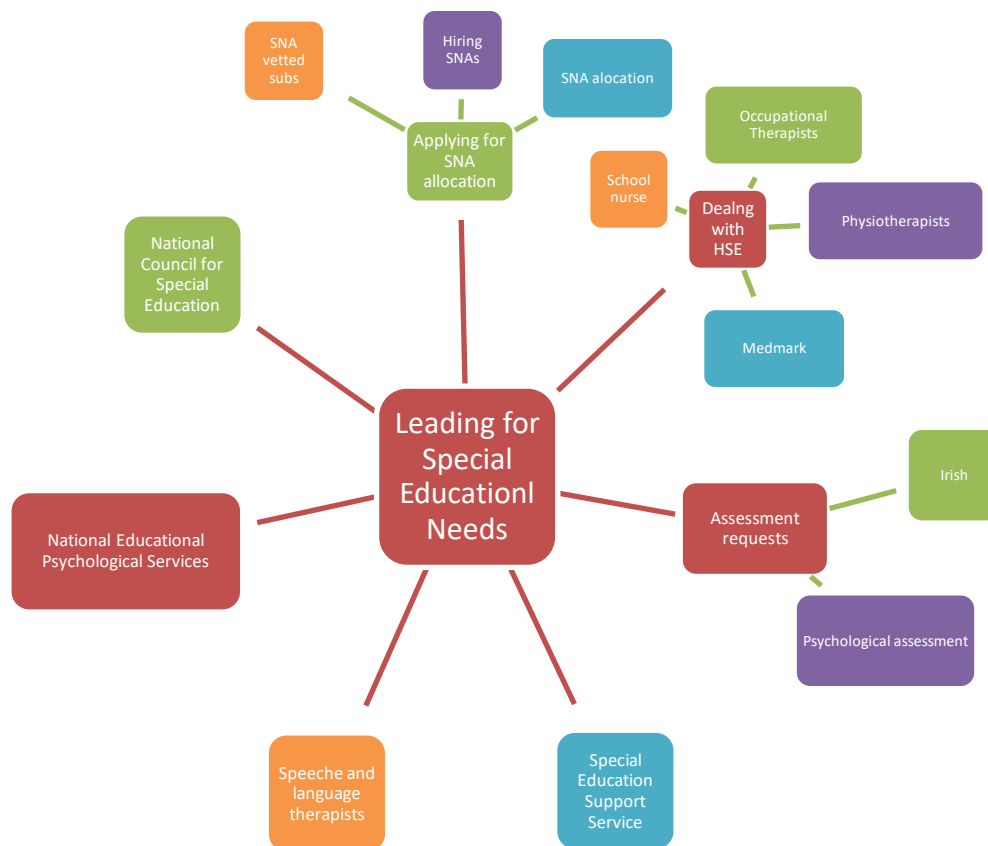 SNA
vetted
subs
Hiring
SNAs
SNA alocation
Applying for
SNA
allocation
Occupational
Therapists
School
nurse
Dealng
with
HSE
Physiotherapists
Medmark
National
Council for
Special
Education
Leading for
Special
Educationl
Needs
Irish
Assessment
requests
Psychological assessment
National Educational
Psychological Services
Speeche and
language
therapists
Special
Education
Support
Service